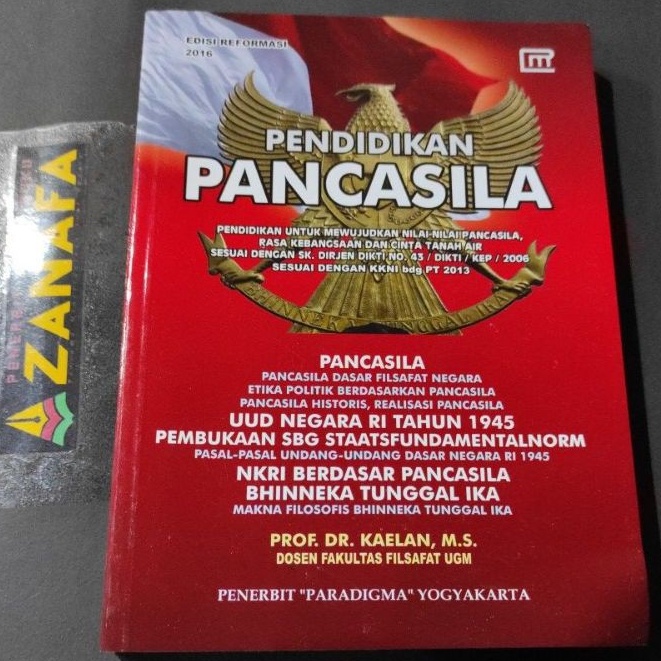 EDISI REFORMASI
2016
PENDIDIKAN
PANCASILA
PENDIDIKAN UNTUK MEWUJUDKAN NILAI-NILAI PANCASILA,
RASA KEBANGSAAN DAN CINTA TANAH AIR
SESUAI DENGAN SK. DIRJEN DIKTI NO. 43 / DIKTI / KEP / 2006
SESUAI DENGAN KKNI bdg PT 2013
BHINNEKA TUNGGAL IKA
PANCASILA
PANCASILA DASAR FILSAFAT NEGARA
ETIKA POLITIK BERDASARKAN PANCASILA
PANCASILA HISTORIS, REALISASI PANCASILA
UUD NEGARA RI TAHUN 1945
PEMBUKAAN SBG STAATSFUNDAMENTALNORM
PASAL-PASAL UNDANG-UNDANG DASAR NEGARA RI 1945
NKRI BERDASAR PANCASILA
BHINNEKA TUNGGAL IKA
MAKNA FILOSOFIS BHINNEKA TUNGGAL IKA
PROF. DR. KAELAN, M.S.
DOSEN FAKULTAS FILSAFAT UGM
PENERBIT "PARADIGMA" YOGYAKARTA
ZANAFA